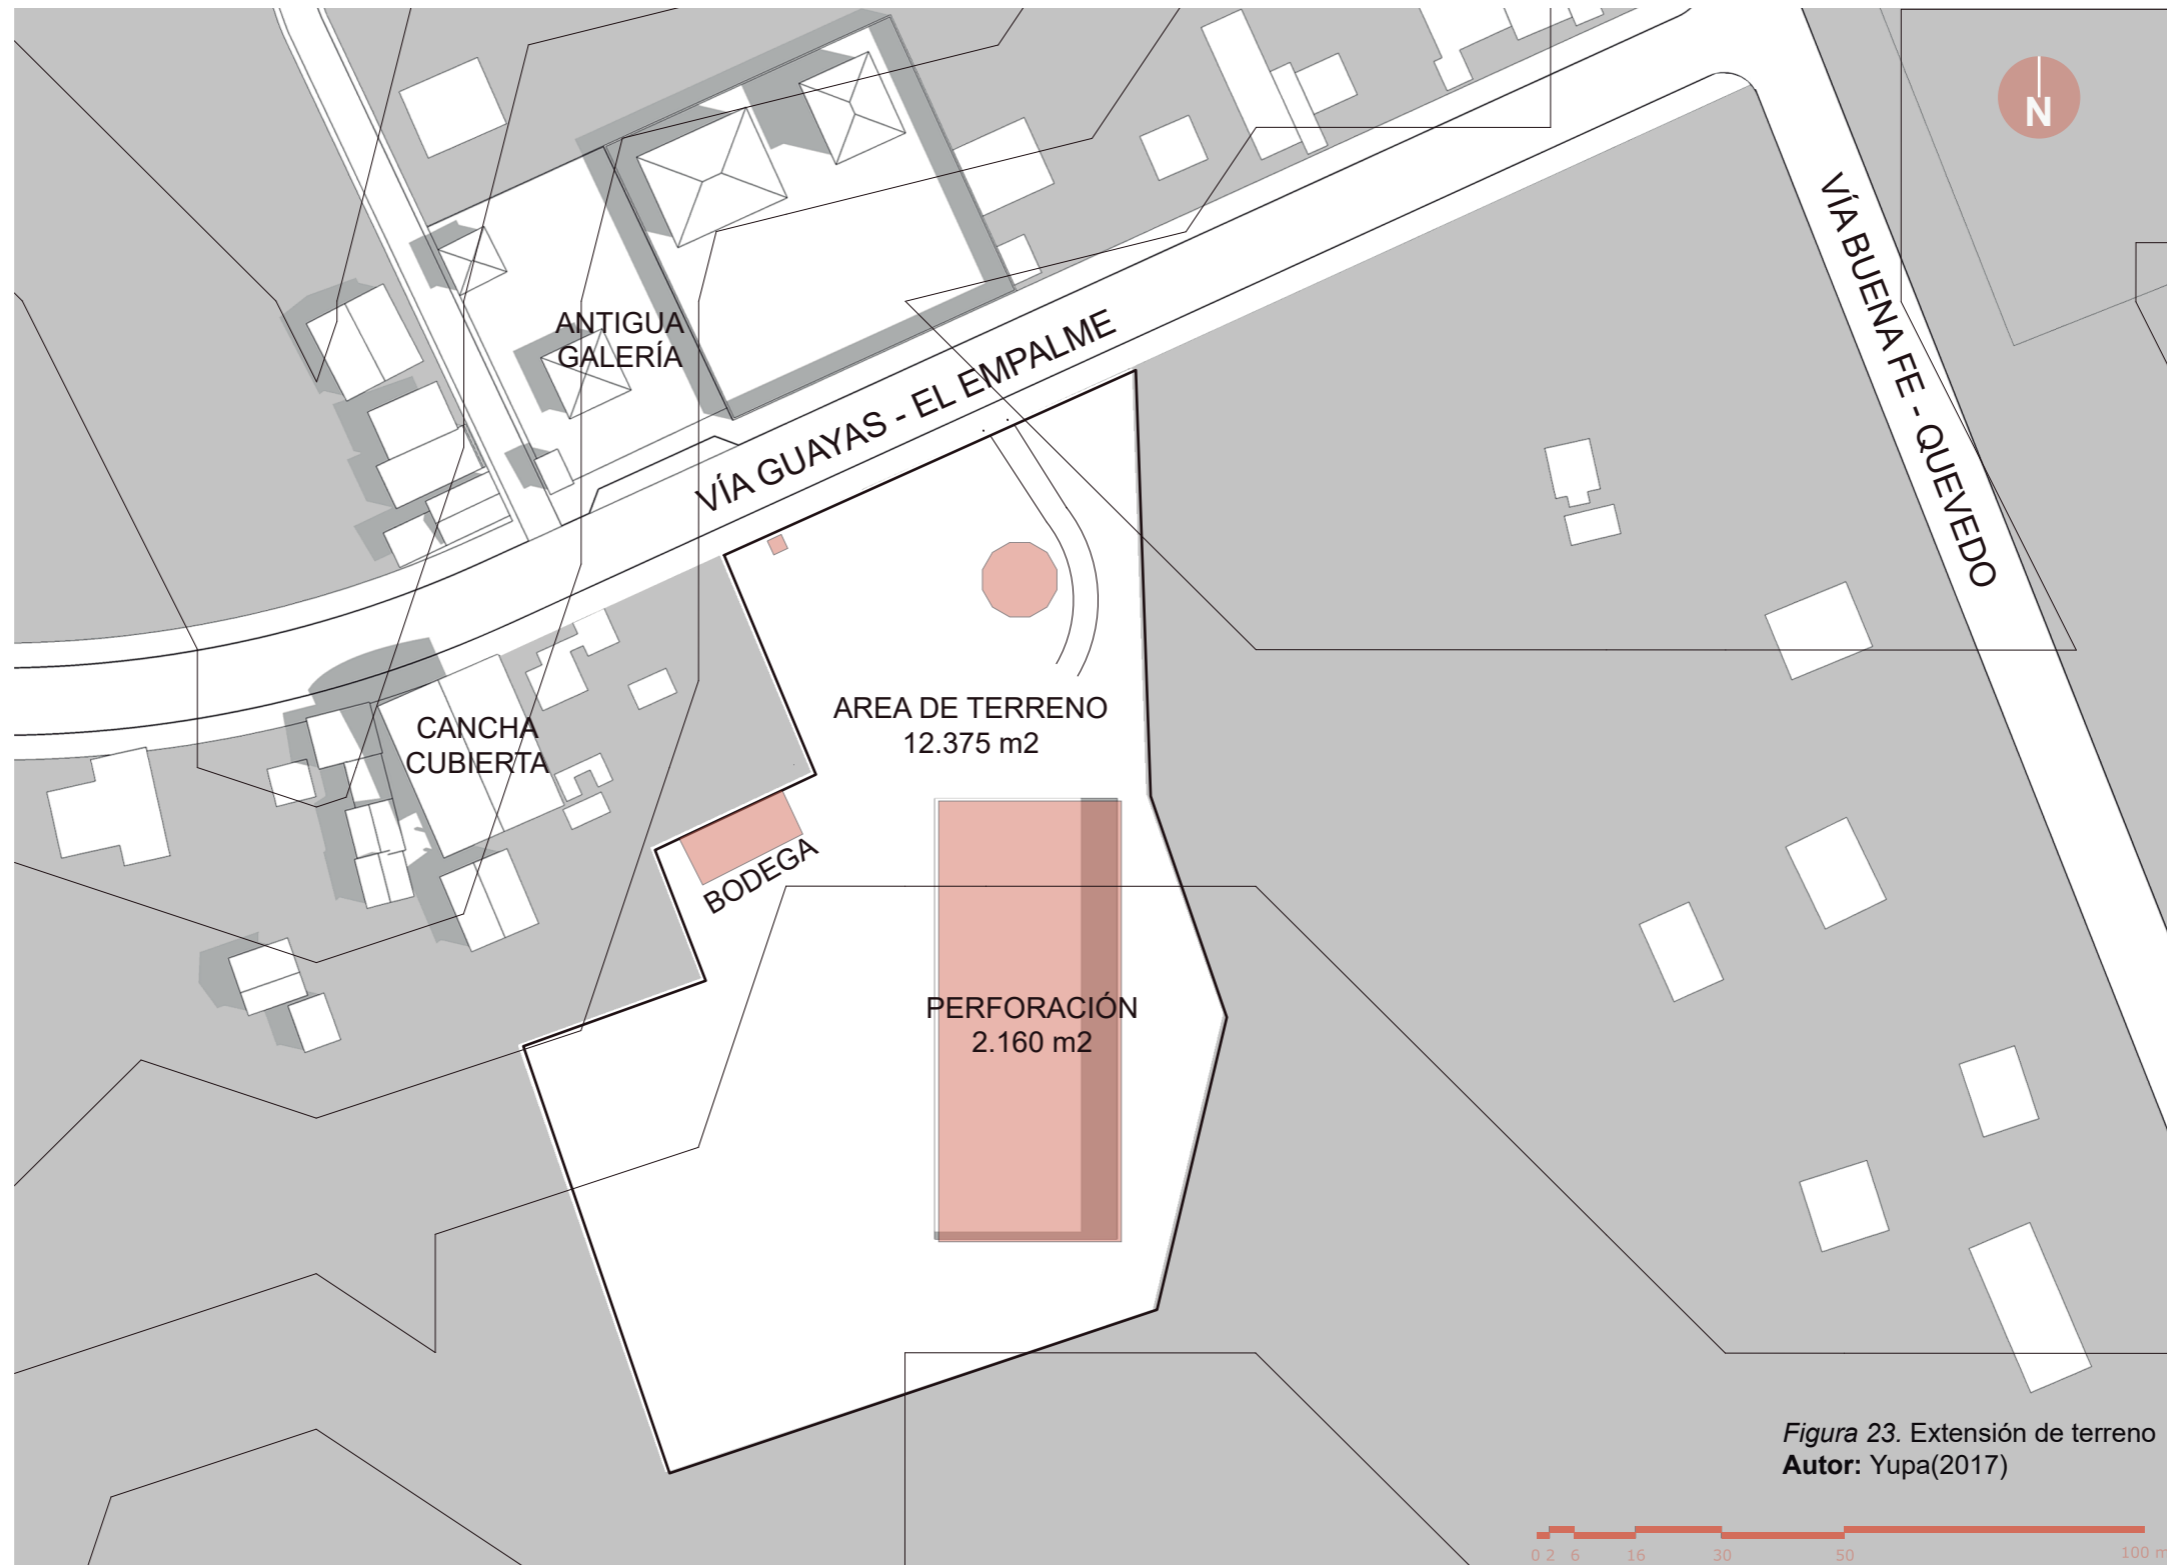 N
VÍA BUENA FE - QUEVEDO
ANTIGUA
GALERÍA
VÍA GUAYAS - EL EMPALME
AREA DE TERRENO
12.375 m2
CANCHA
CUBIERTA
BODEGA
PERFORACIÓN
2.160 m2
Figura 23. Extensión de terreno
Autor: Yupa(2017)
0 2 6 16 30 50 100 m